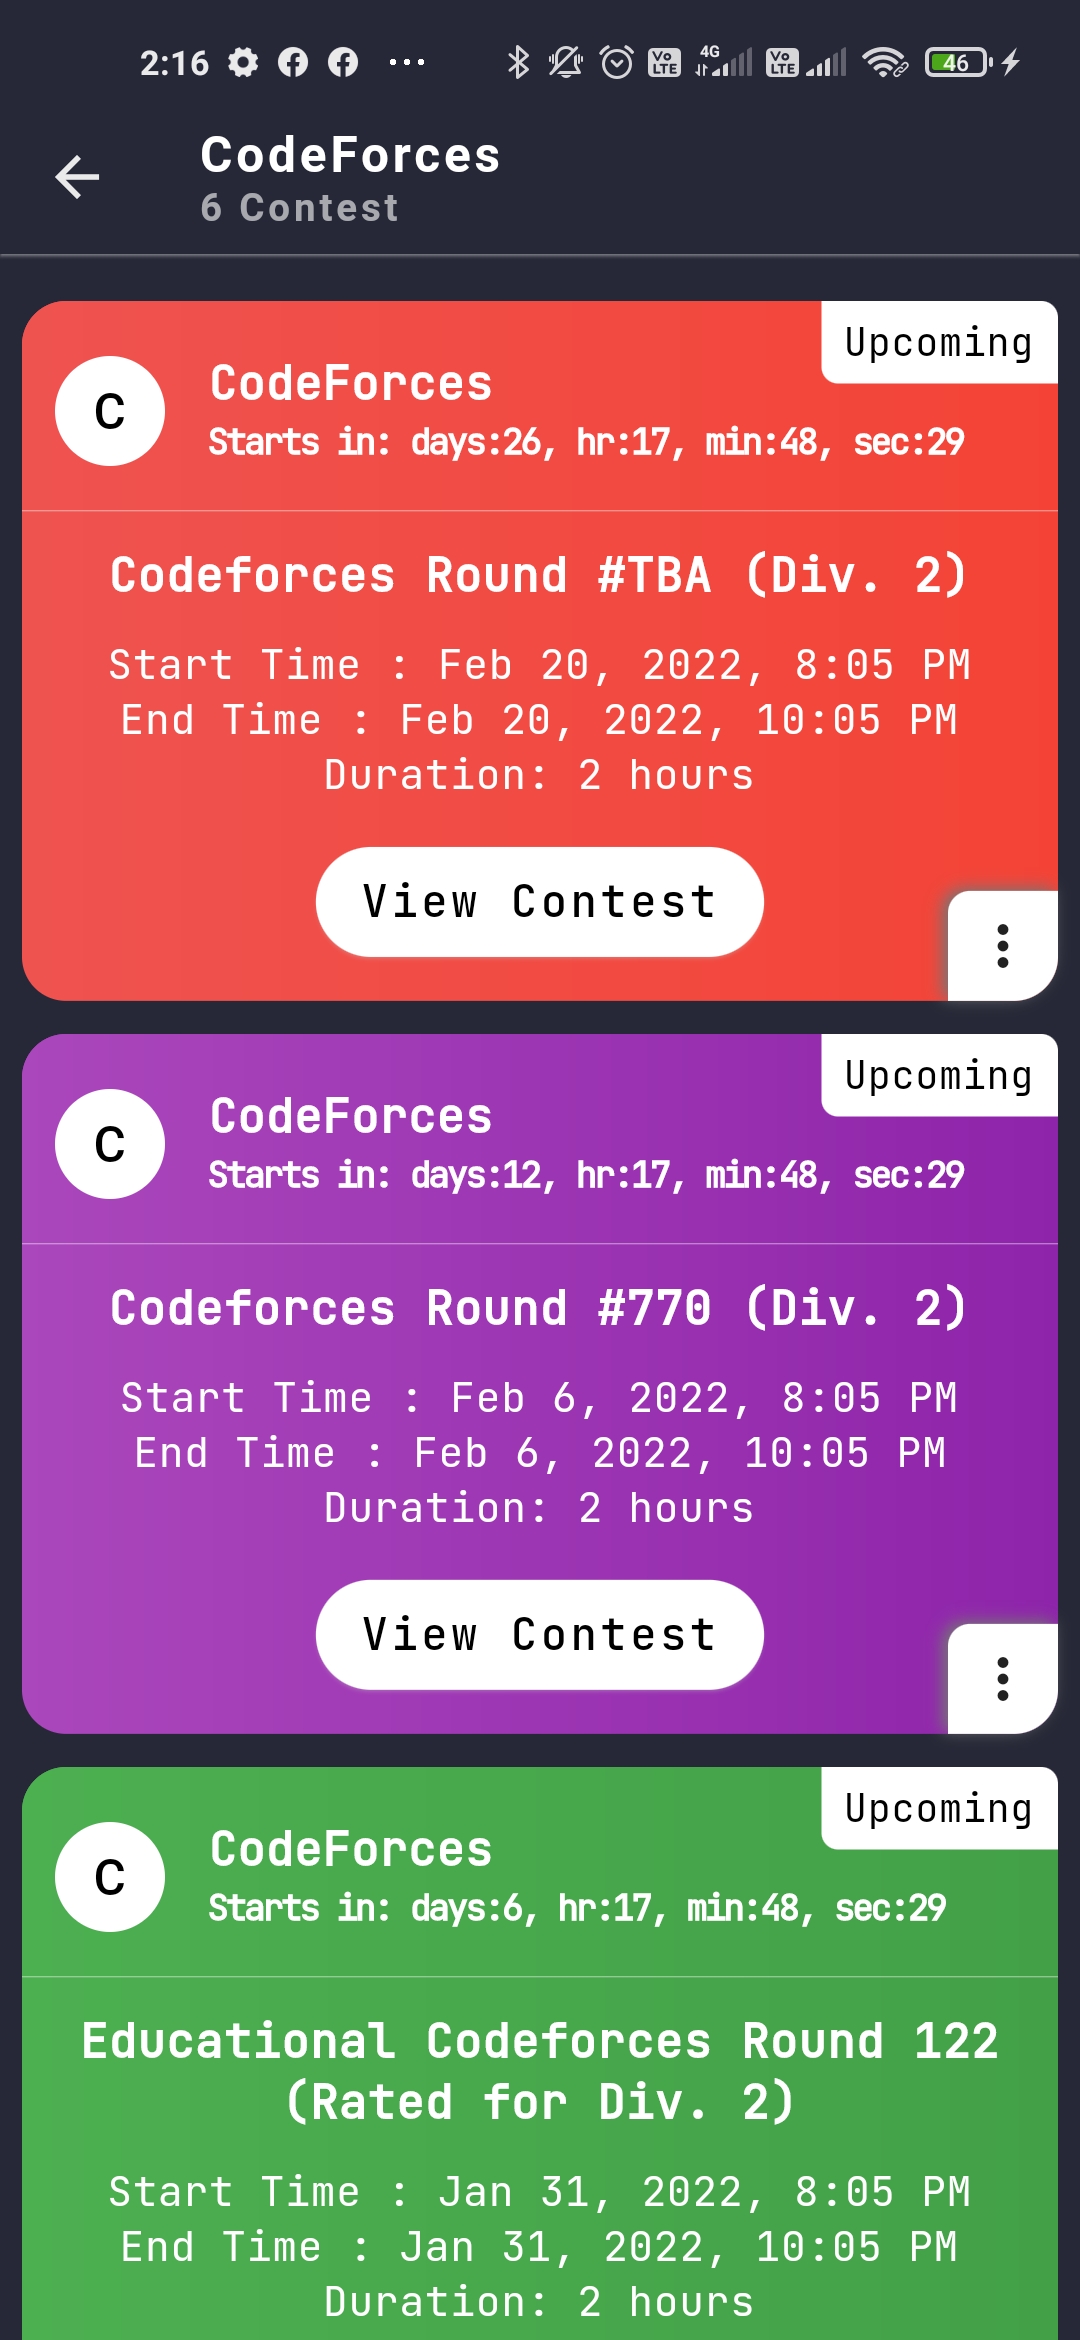 2:16
4G
Vo
LTE
Vo
LTE
46
CodeForces
6 Contest
Upcoming
C
CodeForces
Starts in: days:26, hr:17, min:48, sec:29
Codeforces Round #TBA (Div. 2)
Start Time : Feb 20, 2022, 8:05 PM
End Time : Feb 20, 2022, 10:05 PM
Duration: 2 hours
View Contest
Upcoming
C
CodeForces
Starts in: days:12, hr:17, min:48, sec:29
Codeforces Round #770 (Div. 2)
Start Time : Feb 6, 2022, 8:05 PM
End Time : Feb 6, 2022, 10:05 PM
Duration: 2 hours
View Contest
Upcoming
C
CodeForces
Starts in: days:6, hr:17, min:48, sec:29
Educational Codeforces Round 122
(Rated for Div. 2)
Start Time : Jan 31, 2022, 8:05 PM
End Time : Jan 31, 2022, 10:05 PM
Duration: 2 hours